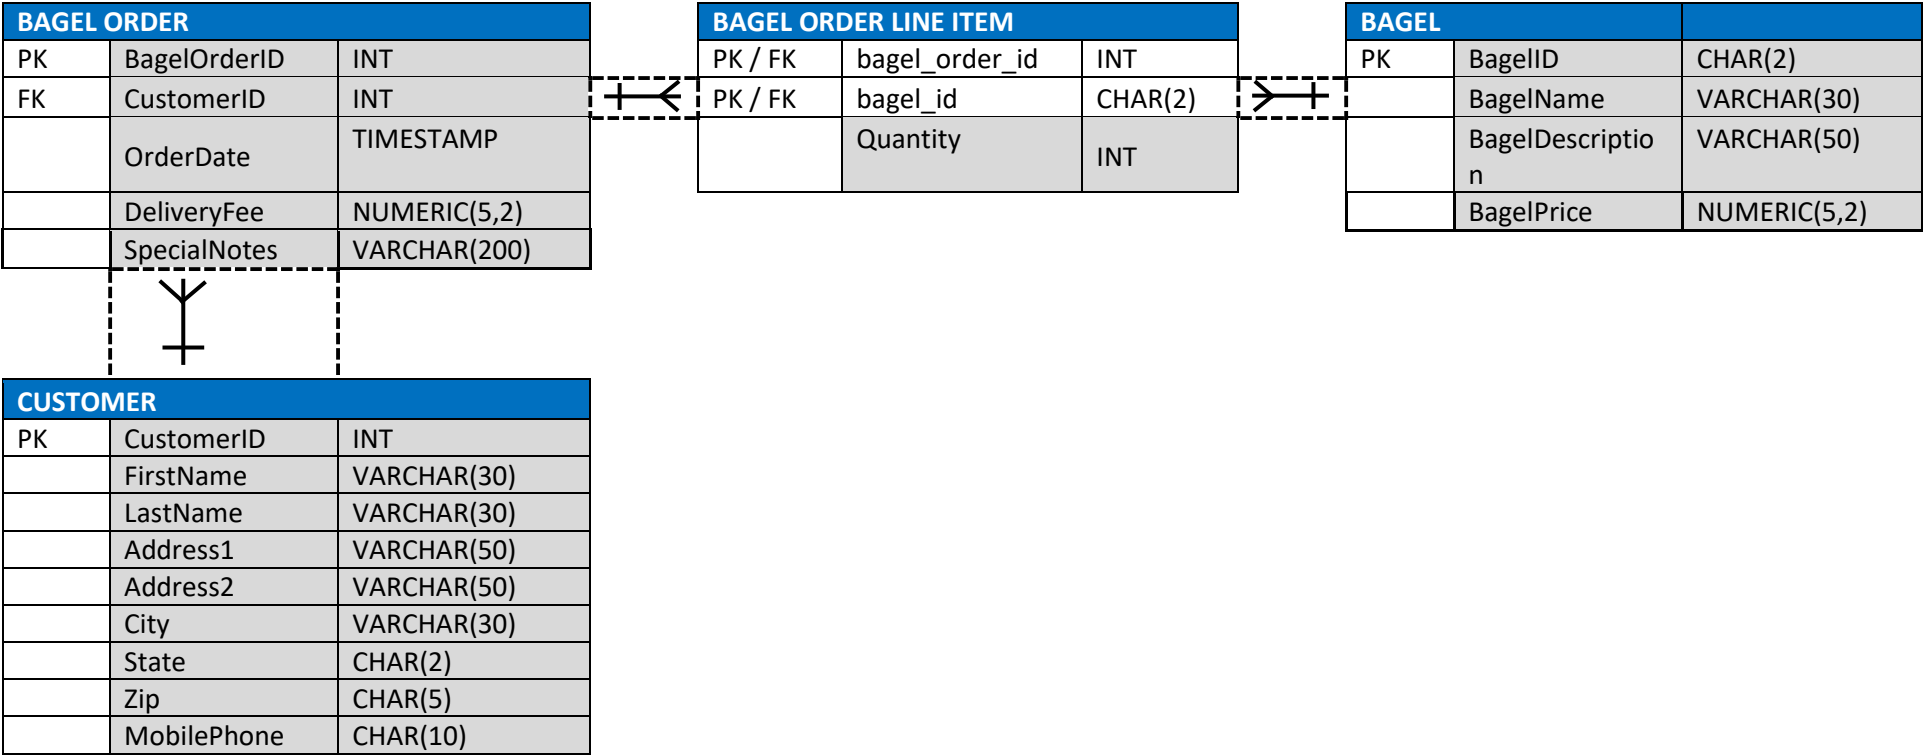 BAGEL ORDER
PK BagelOrderID INT
FK CustomerID INT
OrderDate TIMESTAMP
DeliveryFee NUMERIC(5,2)
SpecialNotes VARCHAR(200)
BAGEL ORDER LINE ITEM
PK / FK bagel_order_id INT
PK / FK bagel_id CHAR(2)
Quantity INT
BAGEL
PK BagelID CHAR(2)
BagelName VARCHAR(30)
BagelDescriptio VARCHAR(50)
n
BagelPrice NUMERIC(5,2)
CUSTOMER
PK CustomerID INT
FirstName VARCHAR(30)
LastName VARCHAR(30)
Address1 VARCHAR(50)
Address2 VARCHAR(50)
City VARCHAR(30)
State CHAR(2)
Zip CHAR(5)
MobilePhone CHAR(10)